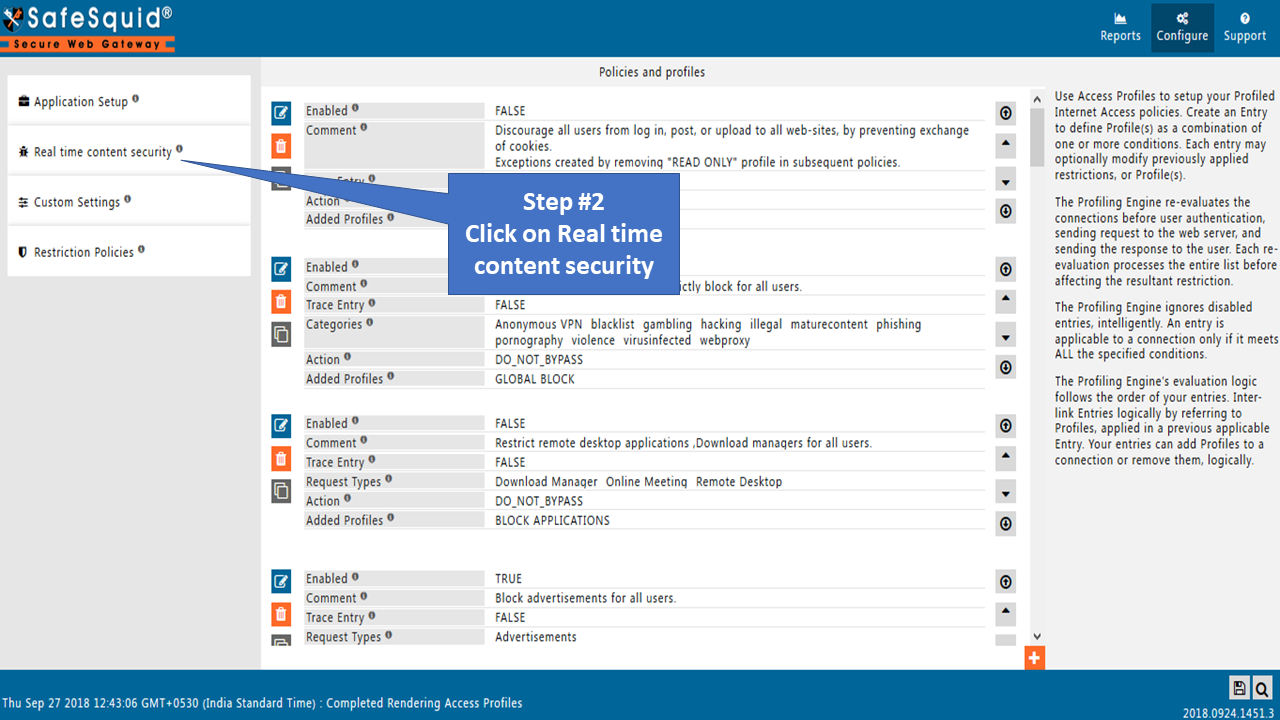 SafeSquid®
Secure Web Gateway
Reports
Configure
Support
Application Setup
Real time content security
Custom Settings
Restriction Policies
Policies and profiles
Enabled FALSE
Comment Discourage all users from log in, post, or upload to all web-sites, by preventing exchange
of cookies.
Exceptions created by removing "READ ONLY" profile in subsequent policies.
Entry
Action
Added Profiles
Step #2
Click on Real time
content security
Enabled
Comment block for all users.
Trace Entry FALSE
Categories Anonymous VPN blacklist gambling hacking illegal maturecontent phishing
pornography violence virusinfected webproxy
Action DO_NOT_BYPASS
Added Profiles GLOBAL BLOCK
Enabled FALSE
Comment Restrict remote desktop applications ,Download managers for all users.
Trace Entry FALSE
Request Types Download Manager Online Meeting Remote Desktop
Action DO_NOT_BYPASS
Added Profiles BLOCK APPLICATIONS
Enabled TRUE
Comment Block advertisements for all users.
Trace Entry FALSE
Request Types Advertisements
Use Access Profiles to setup your Profiled
Internet Access policies. Create an Entry
to define Profile(s) as a combination of
one or more conditions. Each entry may
optionally modify previously applied
restrictions, or Profile(s).
The Profiling Engine re-evaluates the
connections before user authentication,
sending request to the web server, and
sending the response to the user. Each re-
evaluation processes the entire list before
affecting the resultant restriction.
The Profiling Engine ignores disabled
entries, intelligently. An entry is
applicable to a connection only if it meets
ALL the specified conditions.
The Profiling Engine's evaluation logic
follows the order of your entries. Inter-
link Entries logically by referring to
Profiles, applied in a previous applicable
Entry. Your entries can add Profiles to a
connection or remove them, logically.
Thu Sep 27 2018 12:43:06 GMT+0530 (India Standard Time) : Completed Rendering Access Profiles
2018.0924.1451.3